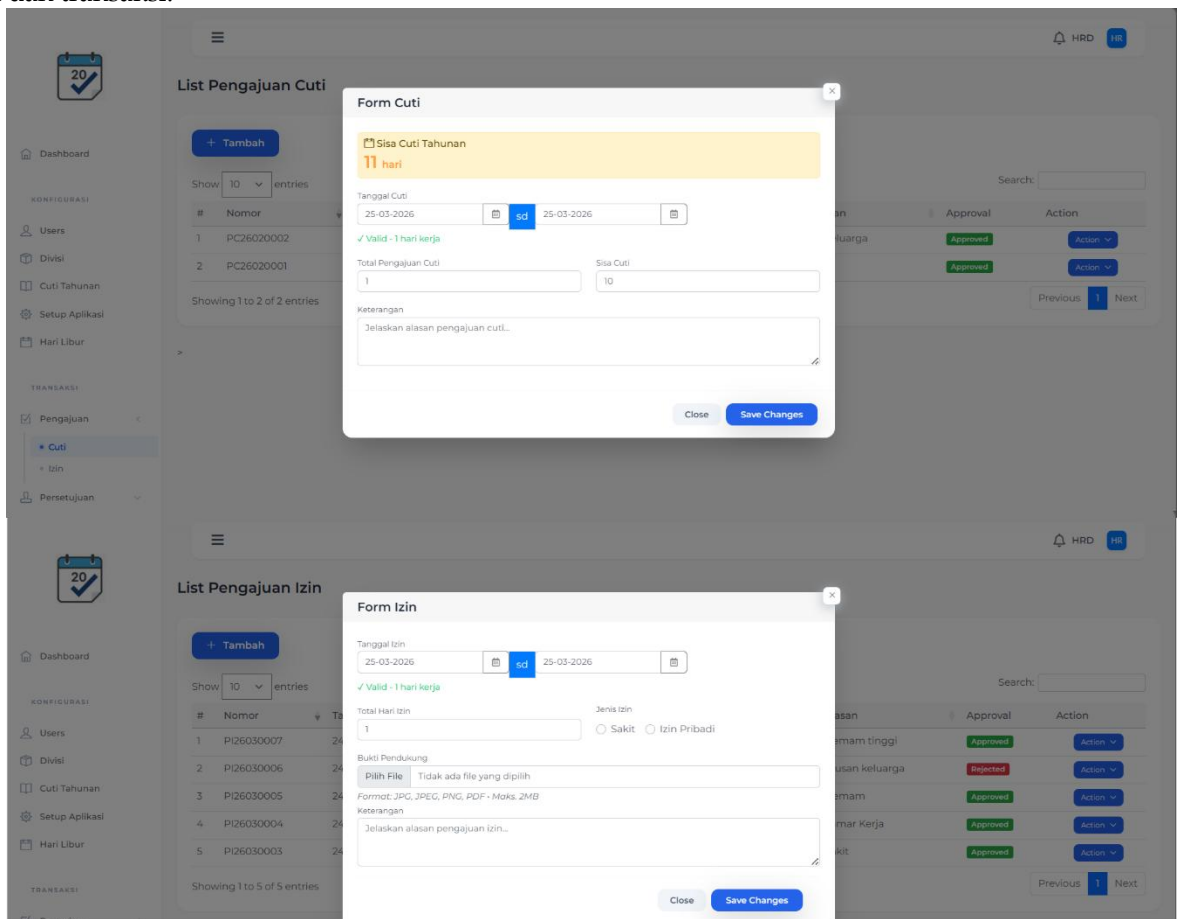 HRD HR
20
List Pengajuan Cuti
Form Cuti
×
+ Tambah
Sisa Cuti Tahunan
11 hari
Dashboard
Show 10 entries
Search:
Tanggal Cuti
KONFIGURASI
25-03-2026 sd 25-03-2026
# Nomor Approval Action
✓ Valid - 1 hari kerja
Users
1 PC26020002 Approved Action
Divisi
Total Pengajuan Cuti Sisa Cuti
2 PC26020001 Approved Action
1 10
Cuti Tahunan
Showing 1 to 2 of 2 entries
Previous 1 Next
Keterangan
Setup Aplikasi
Jelaskan alasan pengajuan cuti...
Hari Libur
>
TRANSAKSI
Pengajuan
Close Save Changes
Cuti
Izin
Persetujuan
HRD HR
20
List Pengajuan Izin
Form Izin
×
+ Tambah
Tanggal Izin
Dashboard
25-03-2026 sd 25-03-2026
Show 10 entries
Search:
✓ Valid - 1 hari kerja
KONFIGURASI
Total Hari Izin Jenis Izin
# Nomor Approval Action
1 Sakit Izin Pribadi
Users
1 PI26030007 24 tinggi Approved Action
Bukti Pendukung
Divisi
2 PI26030006 24 keluarga Rejected Action
Pilih File Tidak ada file yang dipilih
Cuti Tahunan
3 PI26030005 24 Approved Action
Format: JPG, JPEG, PNG, PDF • Maks. 2MB
Keterangan
Setup Aplikasi
4 PI26030004 24 Kerja Approved Action
Jelaskan alasan pengajuan izin...
Hari Libur
5 PI26030003 24 Approved Action
Showing 1 to 5 of 5 entries
Previous 1 Next
TRANSAKSI
Close Save Changes